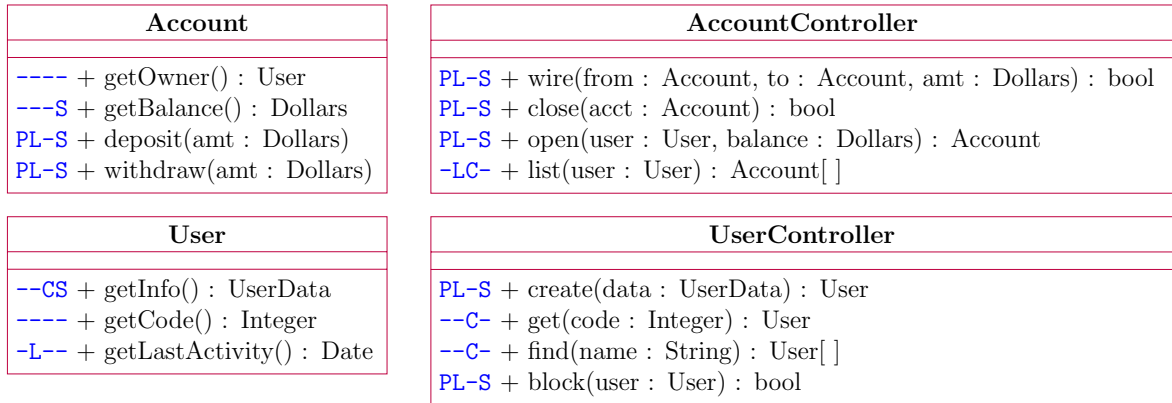 Account
---- + getOwner() : User
---S + getBalance() : Dollars
PL-S + deposit(amt : Dollars)
PL-S + withdraw(amt : Dollars)
AccountController
PL-S + wire(from : Account, to : Account, amt : Dollars) : bool
PL-S + close(acct : Account) : bool
PL-S + open(user : User, balance : Dollars) : Account
-LC- + list(user : User) : Account[ ]
User
--CS + getInfo() : UserData
---- + getCode() : Integer
-L-- + getLastActivity() : Date
UserController
PL-S + create(data : UserData) : User
--C- + get(code : Integer) : User
--C- + find(name : String) : User[ ]
PL-S + block(user : User) : bool